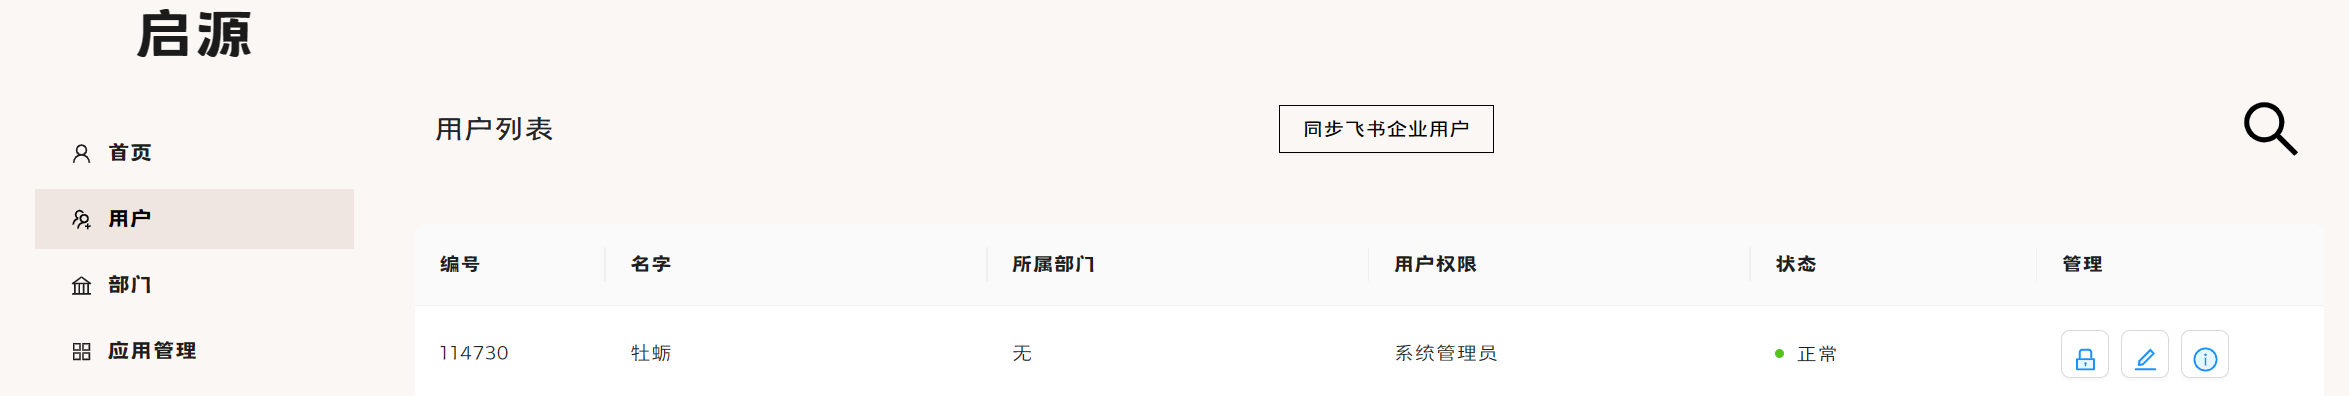 启源
首页
用户
部门
应用管理
用户列表
同步飞书企业用户
编号 名字 所属部门 用户权限 状态 管理
114730 牡蛎 无 系统管理员 正常